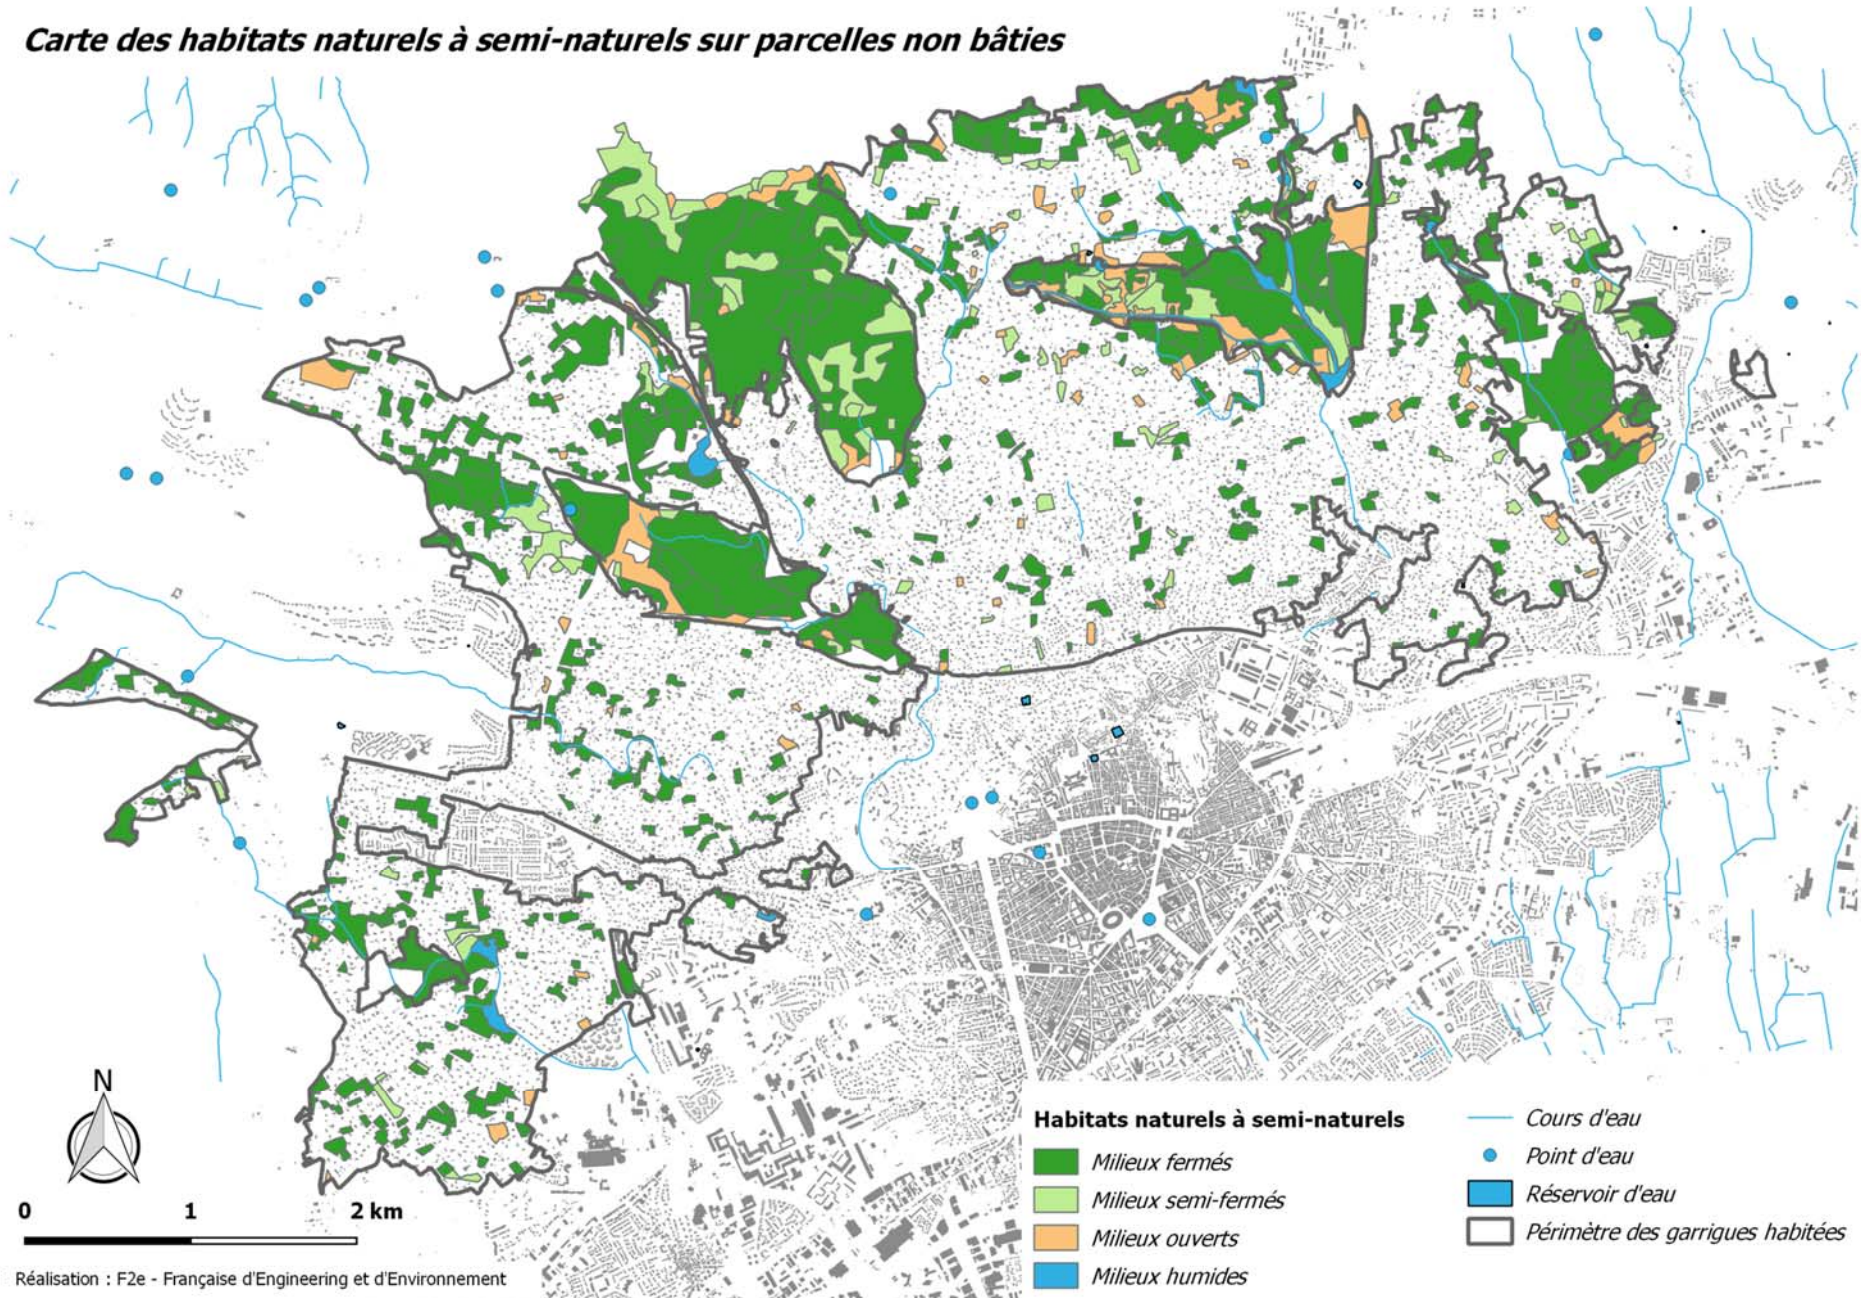 Carte des habitats naturels à semi-naturels sur parcelles non bâties
N
0 1 2 km
Réalisation : F2e - Française d'Engineering et d'Environnement
Habitats naturels à semi-naturels
Milieux fermés
Milieux semi-fermés
Milieux ouverts
Milieux humides
Cours d'eau
Point d'eau
Réservoir d'eau
Périmètre des garrigues habitées